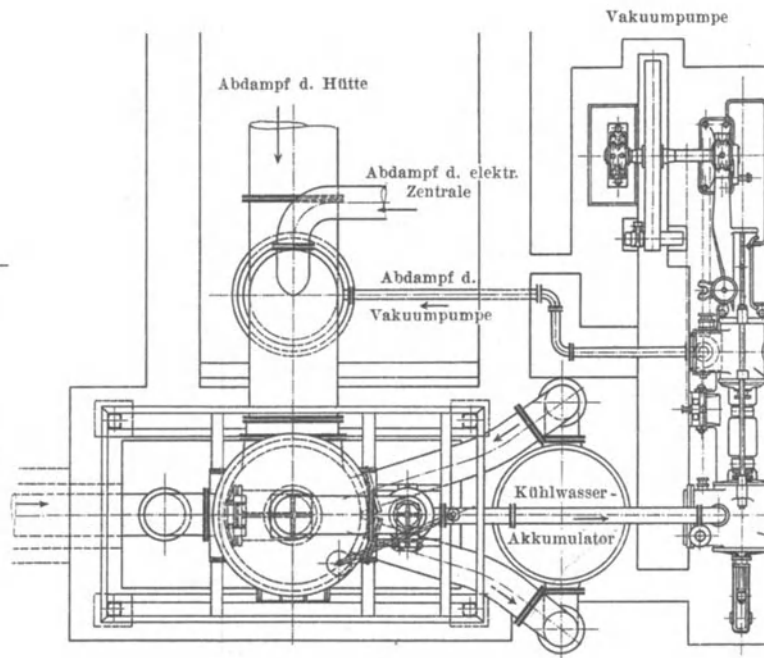 Vakuumpumpe
Abdampf d. Hütte
Abdampf d. elektr.
Zentrale
Abdampf d.
Vakuumpumpe
Kühlwasser-
Akkumulator